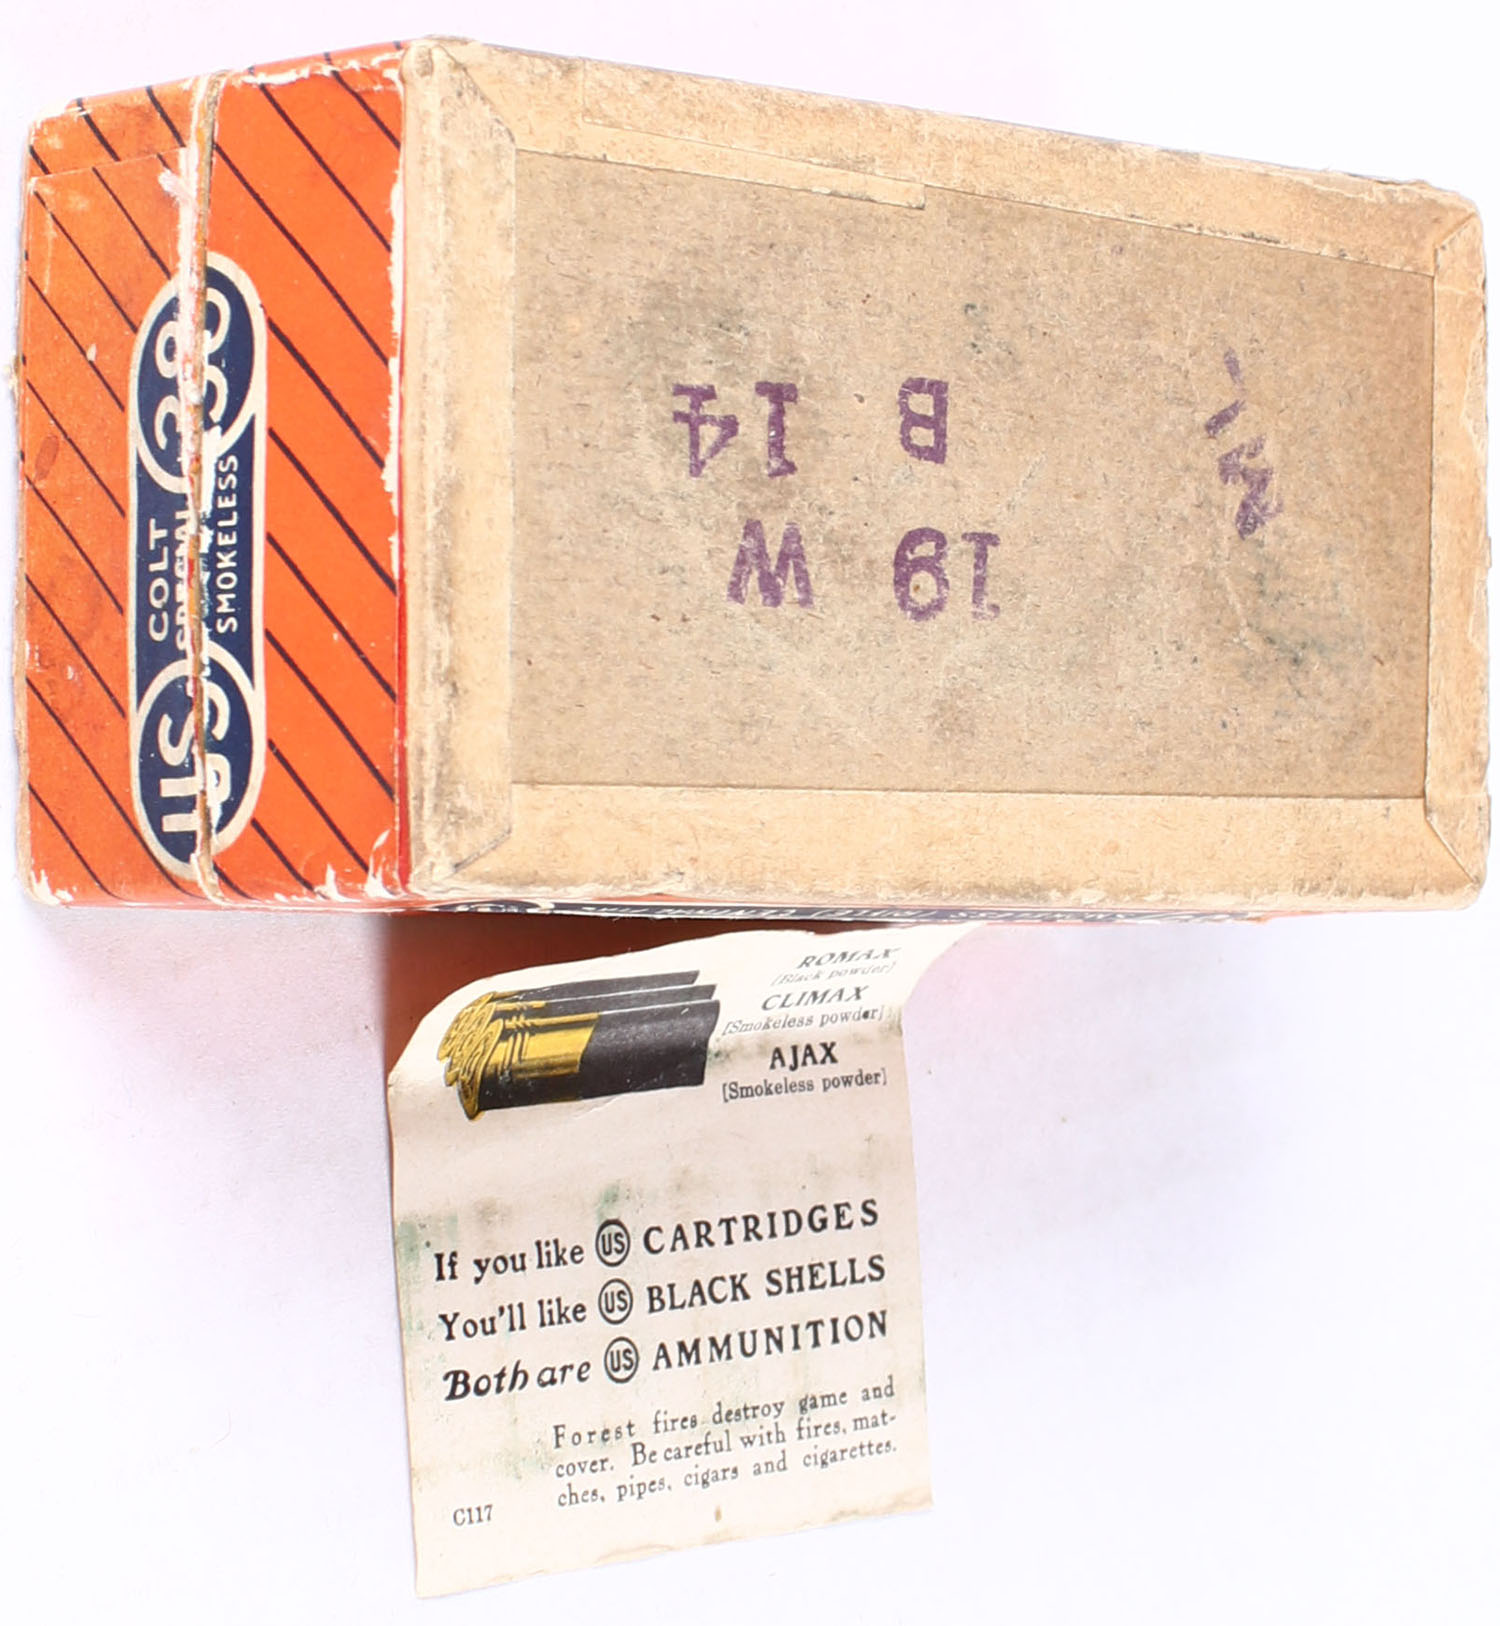 US
COLT
SPECIAL
SMOKELESS
38
US
38
19 W
B 14
ROMAX
[Black powder]
CLIMAX
[Smokeless powder]
AJAX
[Smokeless powder]
If you like US CARTRIDGES
You'll like US BLACK SHELLS
Both are US AMMUNITION
Forest fires destroy game and
cover. Be careful with fires, mat-
ches, pipes, cigars and cigarettes.
C117